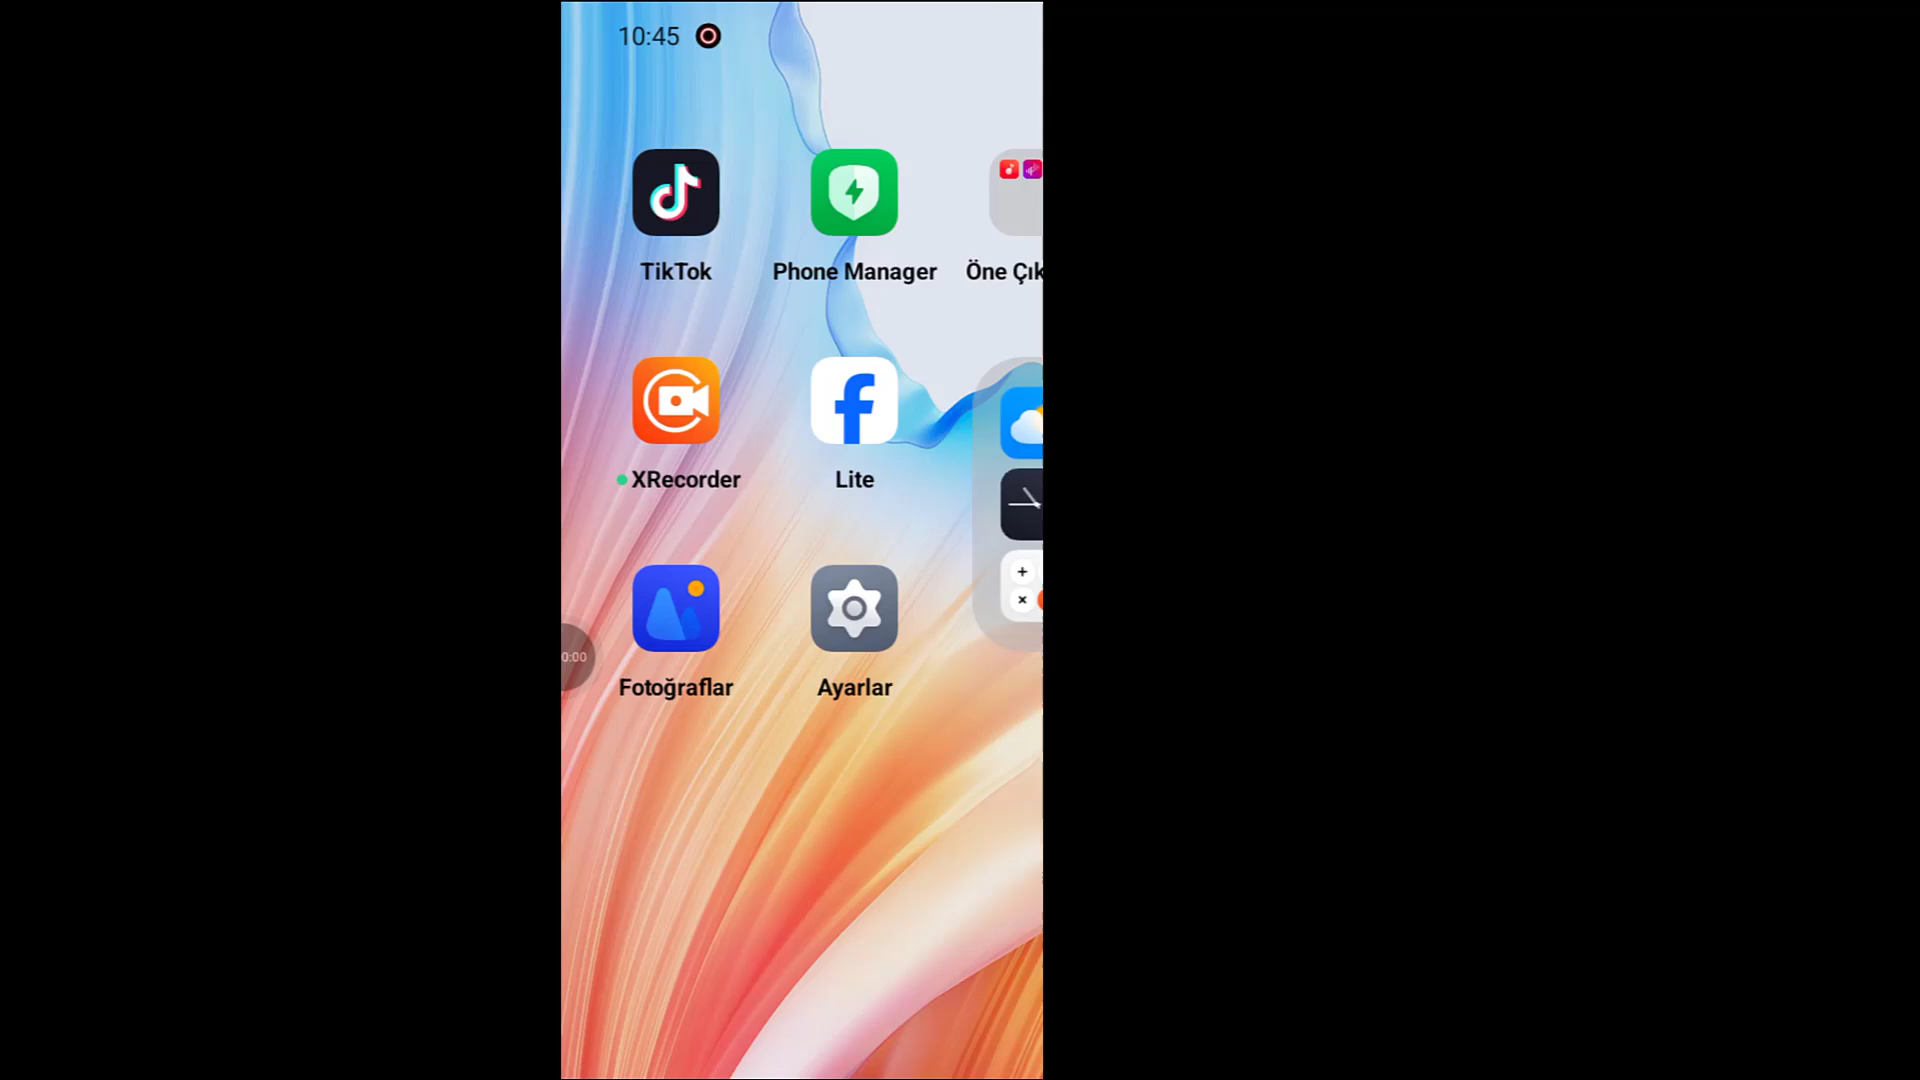 10:45
TikTok
Phone Manager
Öne Çık
XRecorder
Lite
0:00
Fotoğraflar
Ayarlar